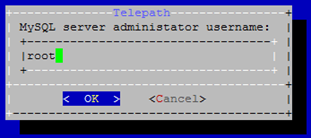 Telepath
MySQL server administator username:
root
< OK > <Cancel>